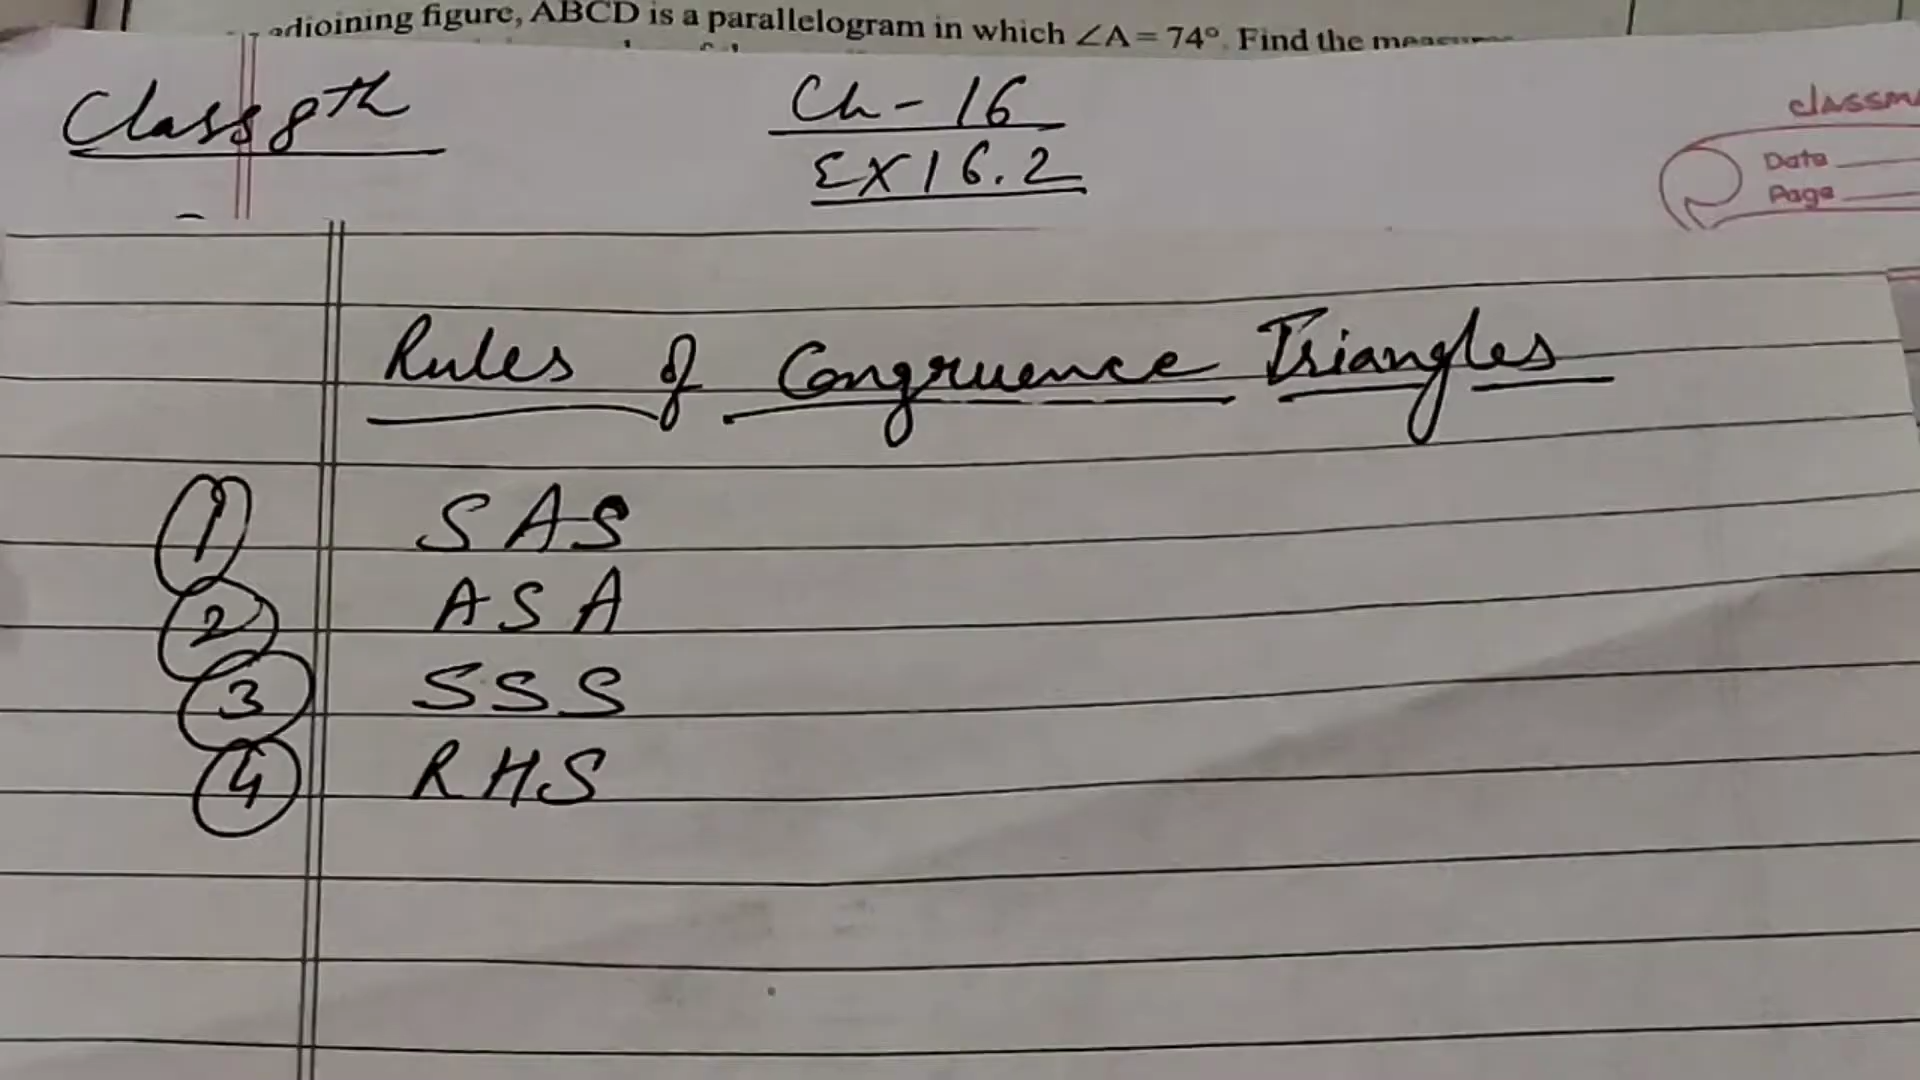 adjoining figure, ABCD is a parallelogram in which ∠A = 74°. Find the measure
Class 8th
Ch - 16
EX 16.2
classm
Date
Page
Rules of Congruence Triangles
1 SAS
2 ASA
3 SSS
4 RHS